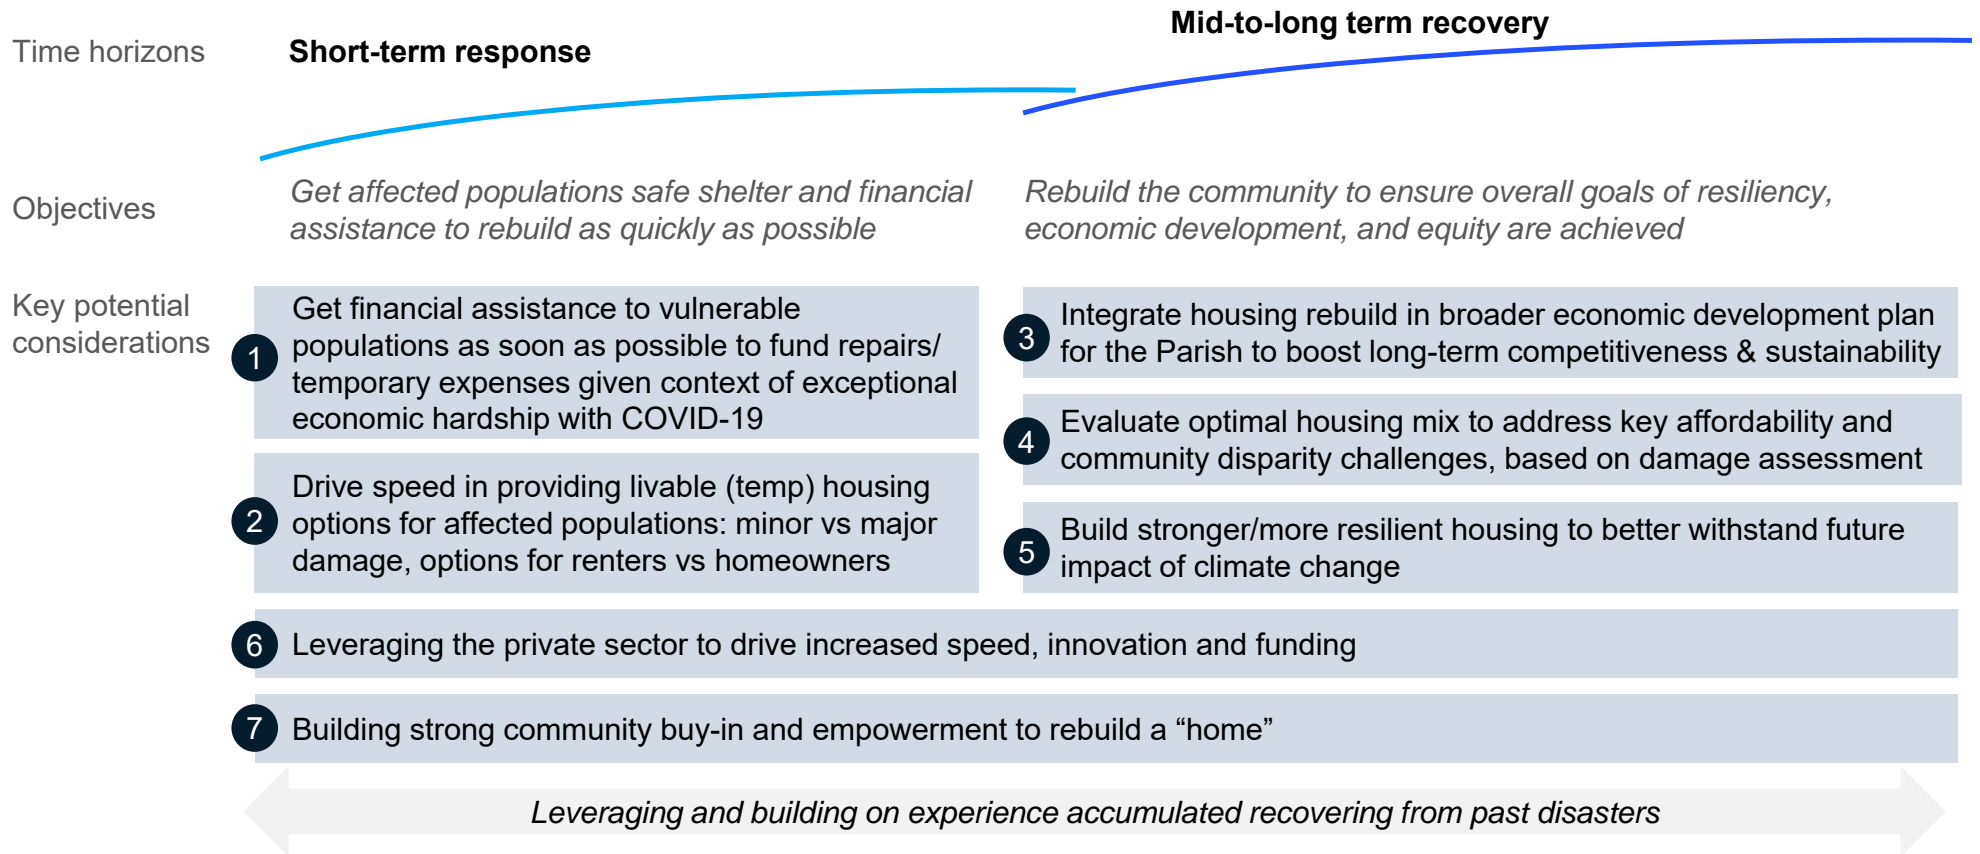 Time horizons
Short-term response
Mid-to-long term recovery
Objectives
Get affected populations safe shelter and financial
assistance to rebuild as quickly as possible
Rebuild the community to ensure overall goals of resiliency,
economic development, and equity are achieved
Key potential
considerations
1
Get financial assistance to vulnerable
populations as soon as possible to fund repairs/
temporary expenses given context of exceptional
economic hardship with COVID-19
2
Drive speed in providing livable (temp) housing
options for affected populations: minor vs major
damage, options for renters vs homeowners
3
Integrate housing rebuild in broader economic development plan
for the Parish to boost long-term competitiveness & sustainability
4
Evaluate optimal housing mix to address key affordability and
community disparity challenges, based on damage assessment
5
Build stronger/more resilient housing to better withstand future
impact of climate change
6
Leveraging the private sector to drive increased speed, innovation and funding
7
Building strong community buy-in and empowerment to rebuild a “home”
Leveraging and building on experience accumulated recovering from past disasters